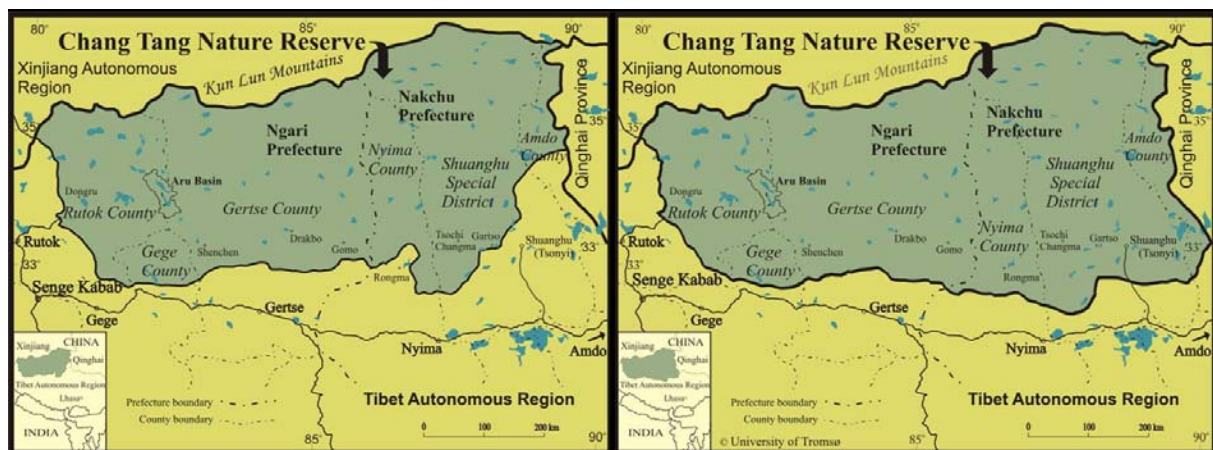 80
85
90
Chang Tang Nature Reserve
Xinjiang Autonomous
Region
Kun Lun Mountains
Nakchu
Prefecture
Qinghai Province
35°
35°
Ngari
Prefecture
Amdo
County
Nyima
County
Shuanghu
Special
District
Aru Basin
Dongru
Rutok County
Gertse County
Rutok
33°
Gege
County
Shenchen
Drakbo
Gomo
Tsochi
Changma
Gartso
Shuanghu
(Tsonyi)
33°
Rongma
Senge Kabab
Gertse
Gege
Nyima
Amdo
CHINA
Xinjiang
Qinghai
Tibet Autonomous Region
Lhasa
INDIA
Tibet Autonomous Region
Prefecture boundary
County boundary
0 100 200 km
85°
90°
80°
85°
90°
Chang Tang Nature Reserve
Xinjiang Autonomous
Region
Kun Lun Mountains
Nakchu
Prefecture
Qinghai Province
35°
35°
Ngari
Prefecture
Amdo
County
Shuanghu
Special
District
Aru Basin
Dongru
Rutok County
Gertse County
Nyima
County
Rutok
33°
Gege
County
Shenchen
Drakbo
Gomo
Tsochi
Changma
Gartso
Shuanghu
(Tsonyi)
33°
Rongma
Senge Kabab
Gertse
Gege
Nyima
Amdo
CHINA
Xinjiang
Qinghai
Tibet Autonomous Region
Lhasa
INDIA
Tibet Autonomous Region
Prefecture boundary
County boundary
0 100 200 km
© University of Tromsø
85°
90°